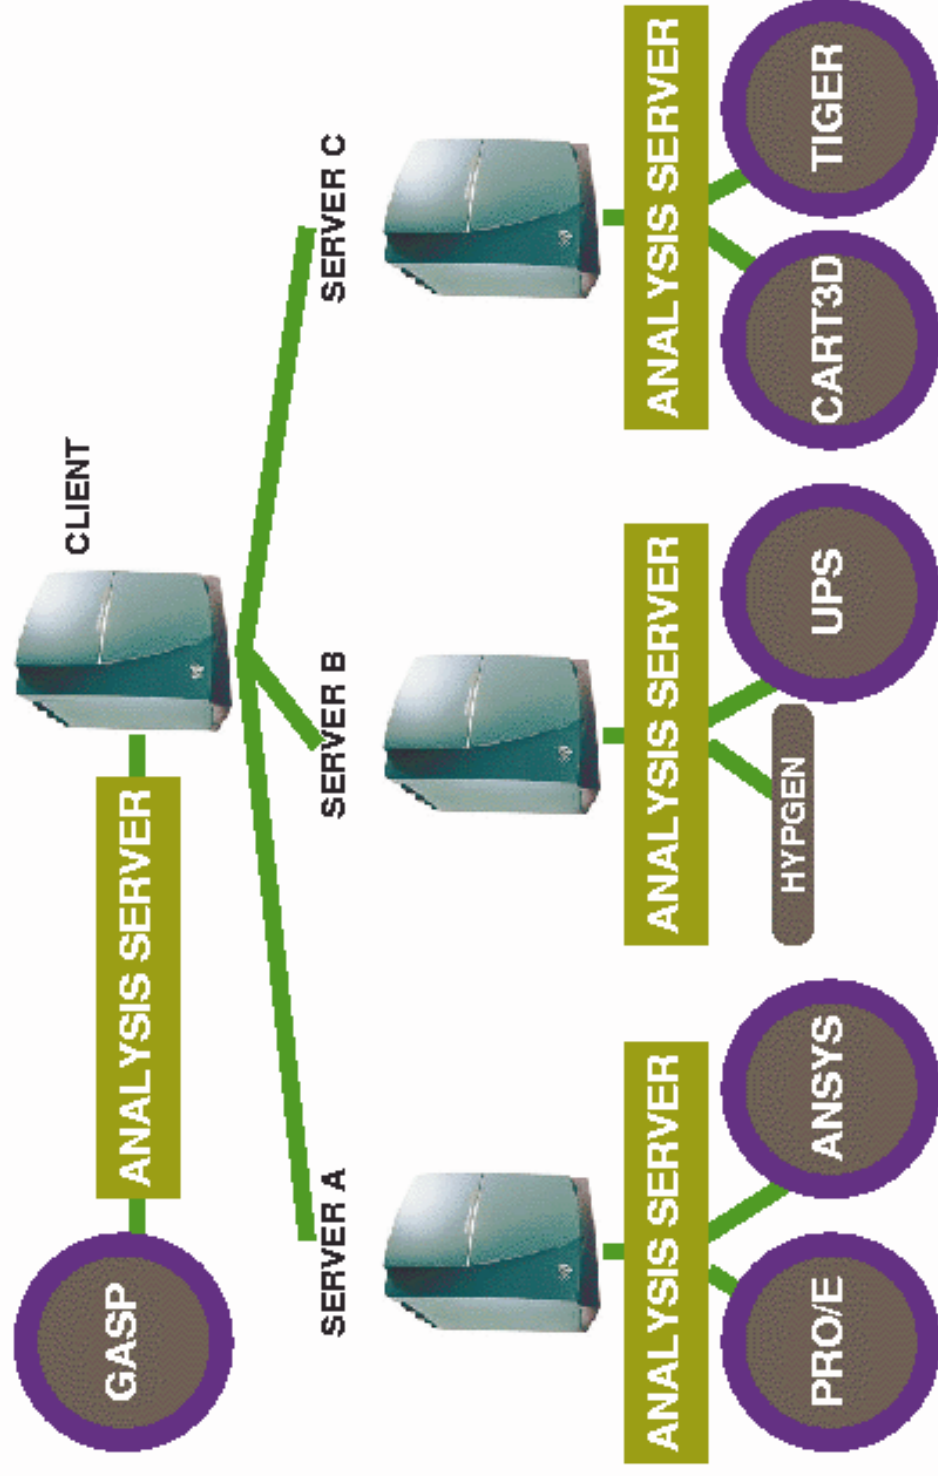 CLIENT
GASP
ANALYSIS SERVER
SERVER A
SERVER B
SERVER C
ANALYSIS SERVER
ANALYSIS SERVER
ANALYSIS SERVER
PRO/E
ANSYS
HYPGEN
UPS
CART3D
TIGER